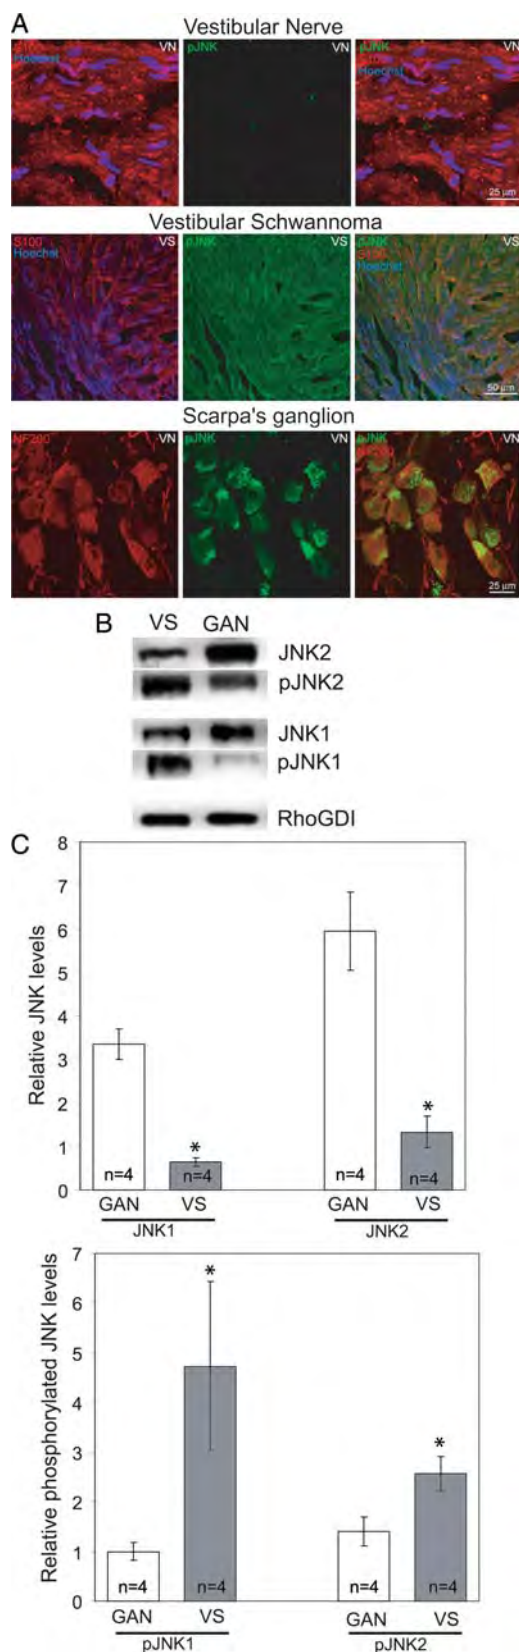 A
Vestibular Nerve
S100
Hoechst
VN
pJNK
VN
pJNK
S100
Hoechst
VN
25 µm
Vestibular Schwannoma
S100
Hoechst
VS
pJNK
VS
pJNK
S100
Hoechst
VS
50 µm
Scarpa's ganglion
NF200
VN
pJNK
VN
pJNK
NF200
VN
25 µm
B
VS GAN
JNK2
pJNK2
JNK1
pJNK1
RhoGDI
C
Relative JNK levels
8
7
6
5
4
3
2
1
0
*
*
n=4
n=4
n=4
n=4
GAN VS GAN VS
JNK1 JNK2
Relative phosphorylated JNK levels
7
6
5
4
3
2
1
0
*
*
n=4
n=4
n=4
n=4
GAN VS GAN VS
pJNK1 pJNK2